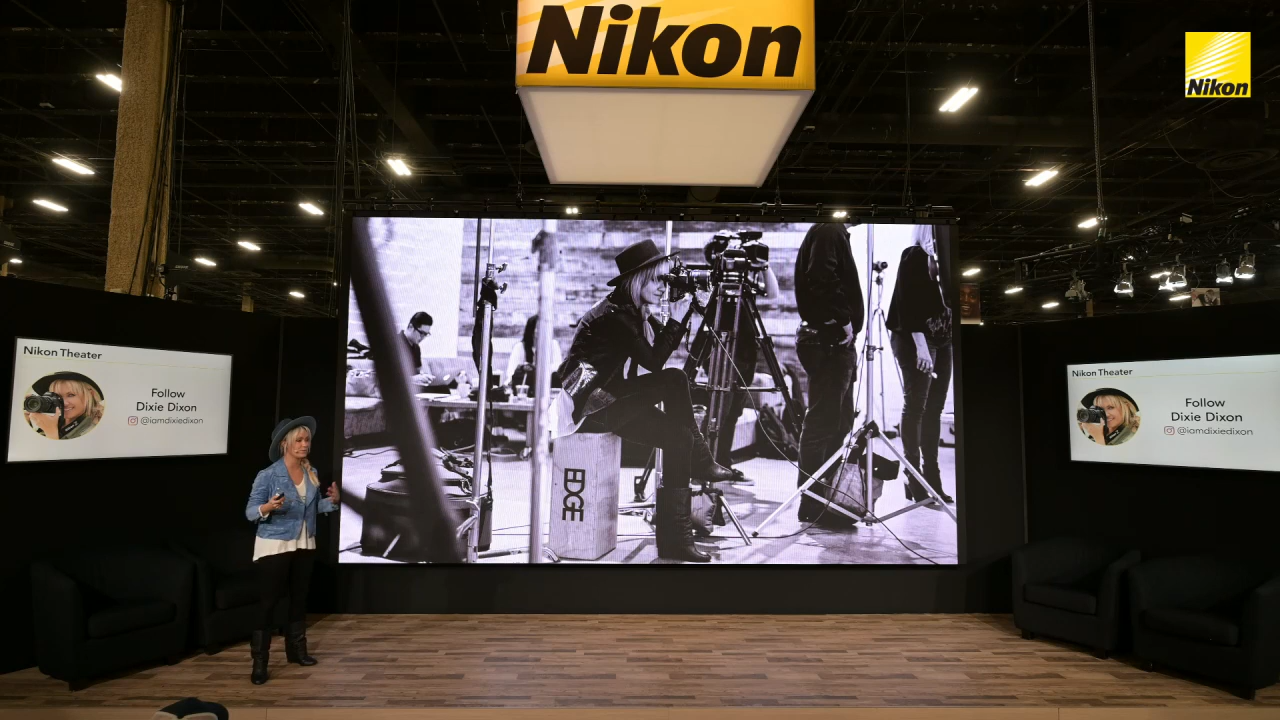 Nikon
Nikon
Nikon Theater
Follow
Dixie Dixon
@iamdixiedixon
EDGE
Nikon Theater
Follow
Dixie Dixon
@iamdixiedixon